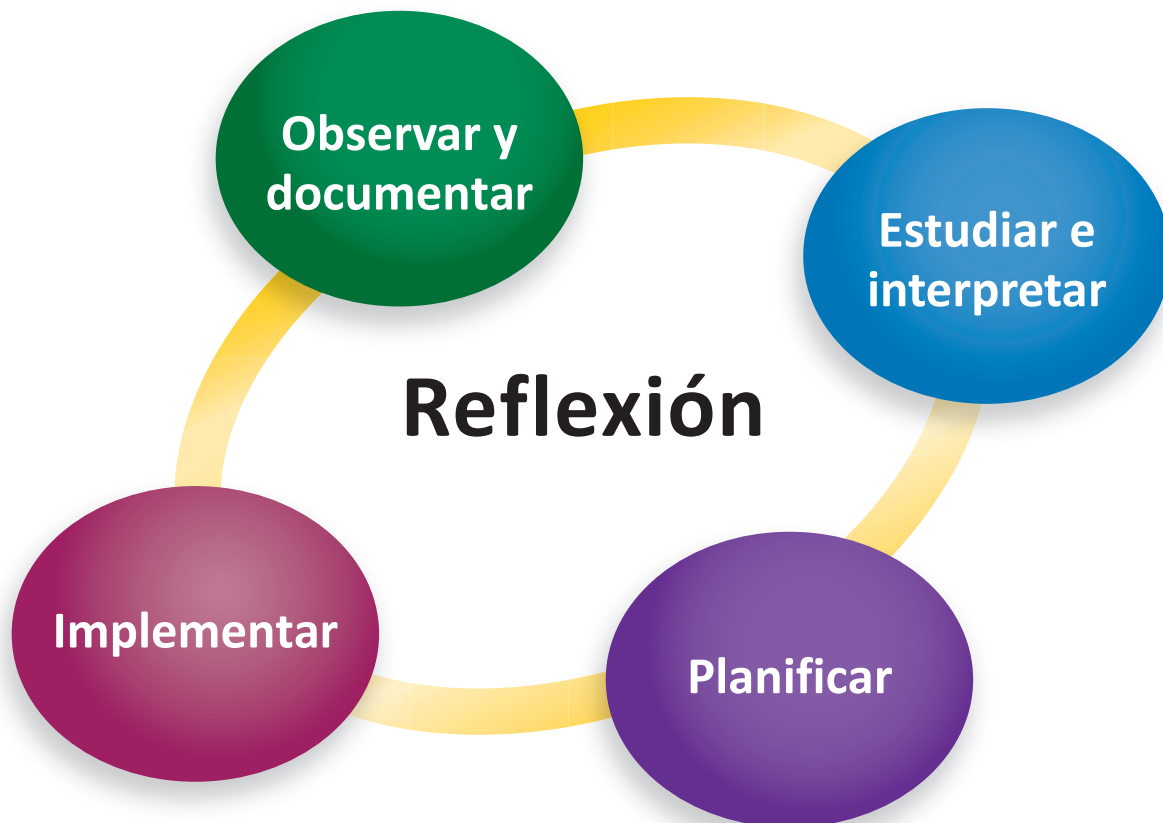 Observar y
documentar
Estudiar e
interpretar
Reflexión
Implementar
Planificar